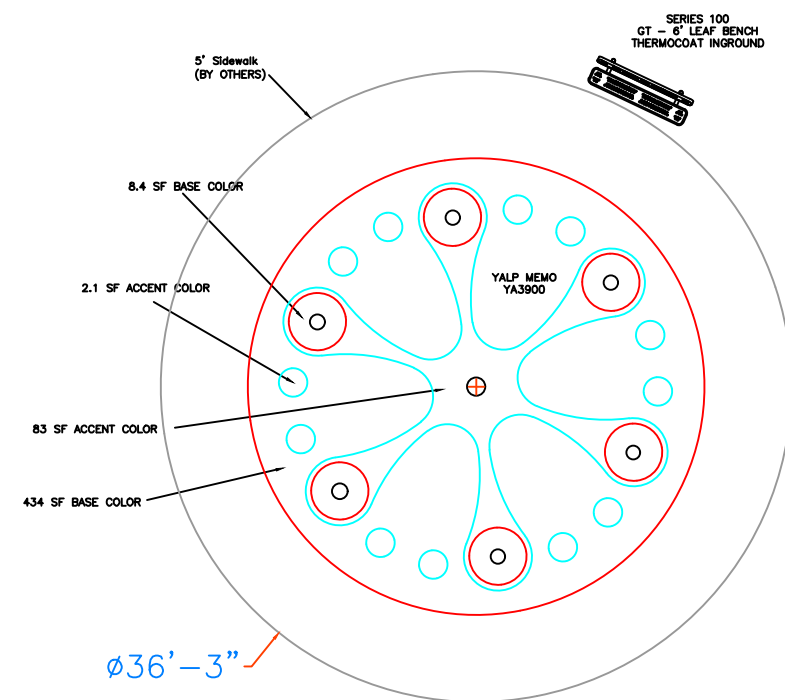 SERIES 100
GT - 6' LEAF BENCH
THERMOCOAT INGROUND
5' Sidewalk
(BY OTHERS)
8.4 SF BASE COLOR
YALP MEMO
YA3900
2.1 SF ACCENT COLOR
83 SF ACCENT COLOR
434 SF BASE COLOR
ø36'-3"